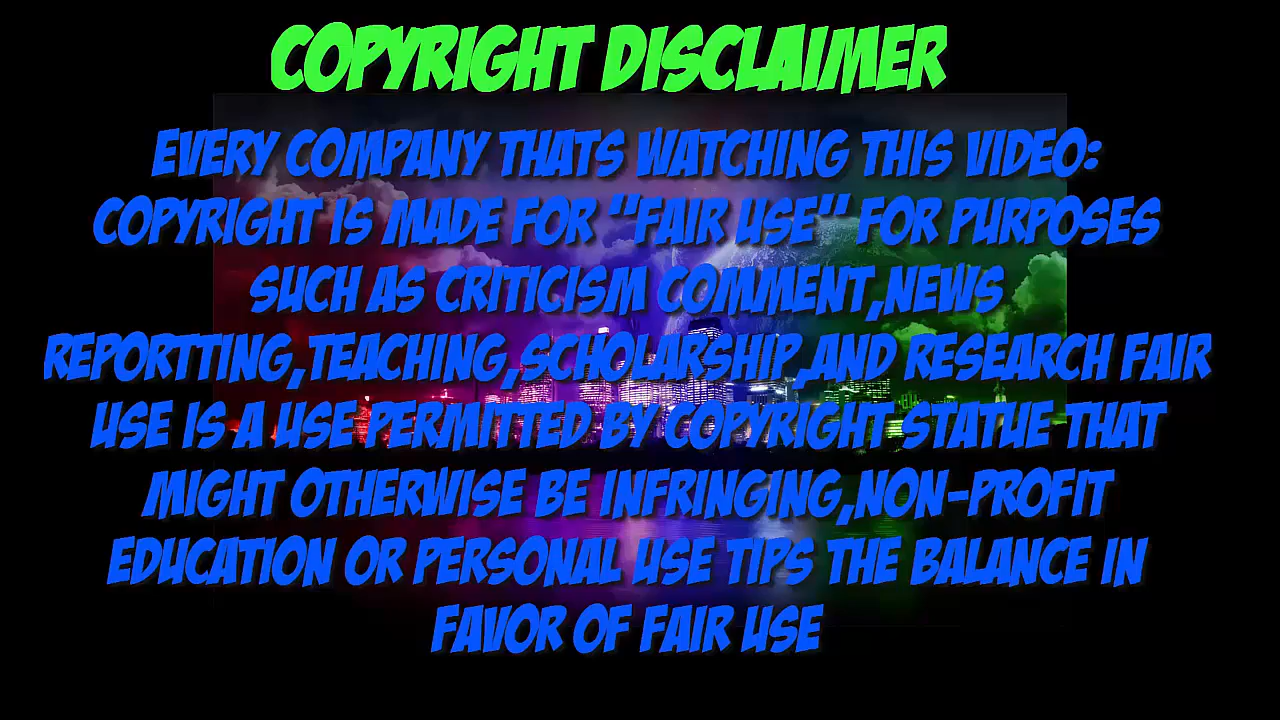 COPYRIGHT DISCLAIMER
EVERY COMPANY THATS WATCHING THIS VIDEO:
COPYRIGHT IS MADE FOR "FAIR USE" FOR PURPOSES
SUCH AS CRITICISM COMMENT,NEWS
REPORTTING,TEACHING,SCHOLARSHIP,AND RESEARCH FAIR
USE IS A USE PERMITTED BY COPYRIGHT STATUE THAT
MIGHT OTHERWISE BE INFRINGING,NON-PROFIT
EDUCATION OR PERSONAL USE TIPS THE BALANCE IN
FAVOR OF FAIR USE